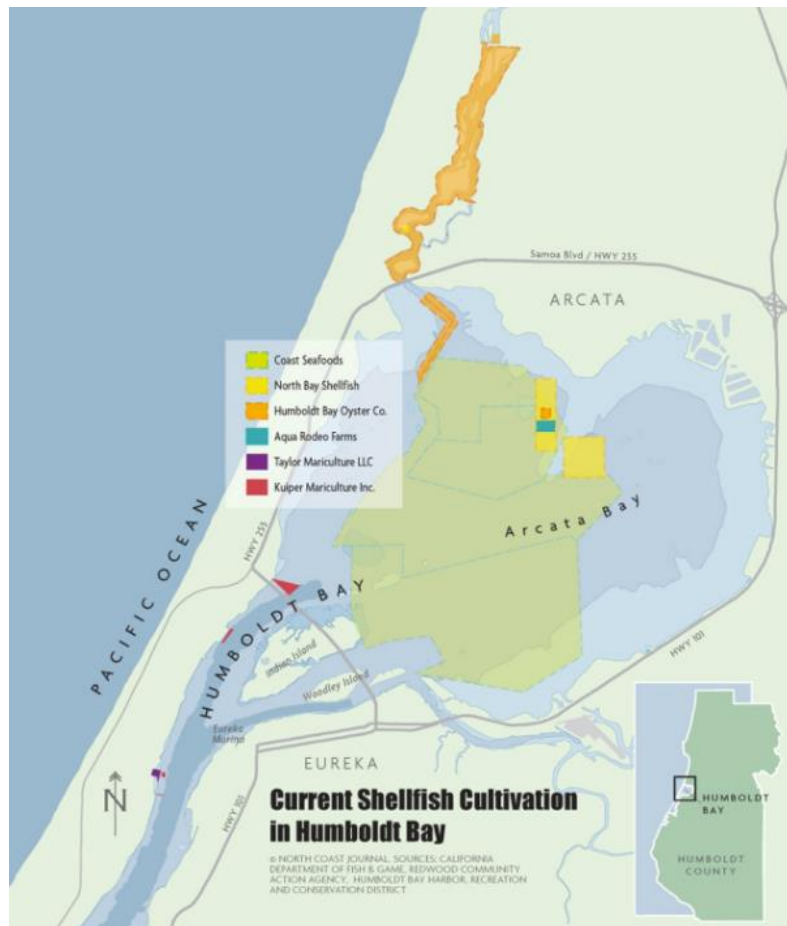 Samoa Blvd / HWY 255
ARCATA
Coast Seafoods
North Bay Shellfish
Humboldt Bay Oyster Co.
Aqua Rodeo Farms
Taylor Mariculture LLC
Kuiper Mariculture Inc.
Arcata Bay
HWY 255
PACIFIC OCEAN
HUMBOLDT BAY
Indian Island
Woodley Island
HWY 101
Eureka
Marina
EUREKA
N
HWY 101
Current Shellfish Cultivation
in Humboldt Bay
© NORTH COAST JOURNAL. SOURCES: CALIFORNIA
DEPARTMENT OF FISH & GAME, REDWOOD COMMUNITY
ACTION AGENCY, HUMBOLDT BAY HARBOR, RECREATION
AND CONSERVATION DISTRICT
HUMBOLDT
BAY
HUMBOLDT
COUNTY